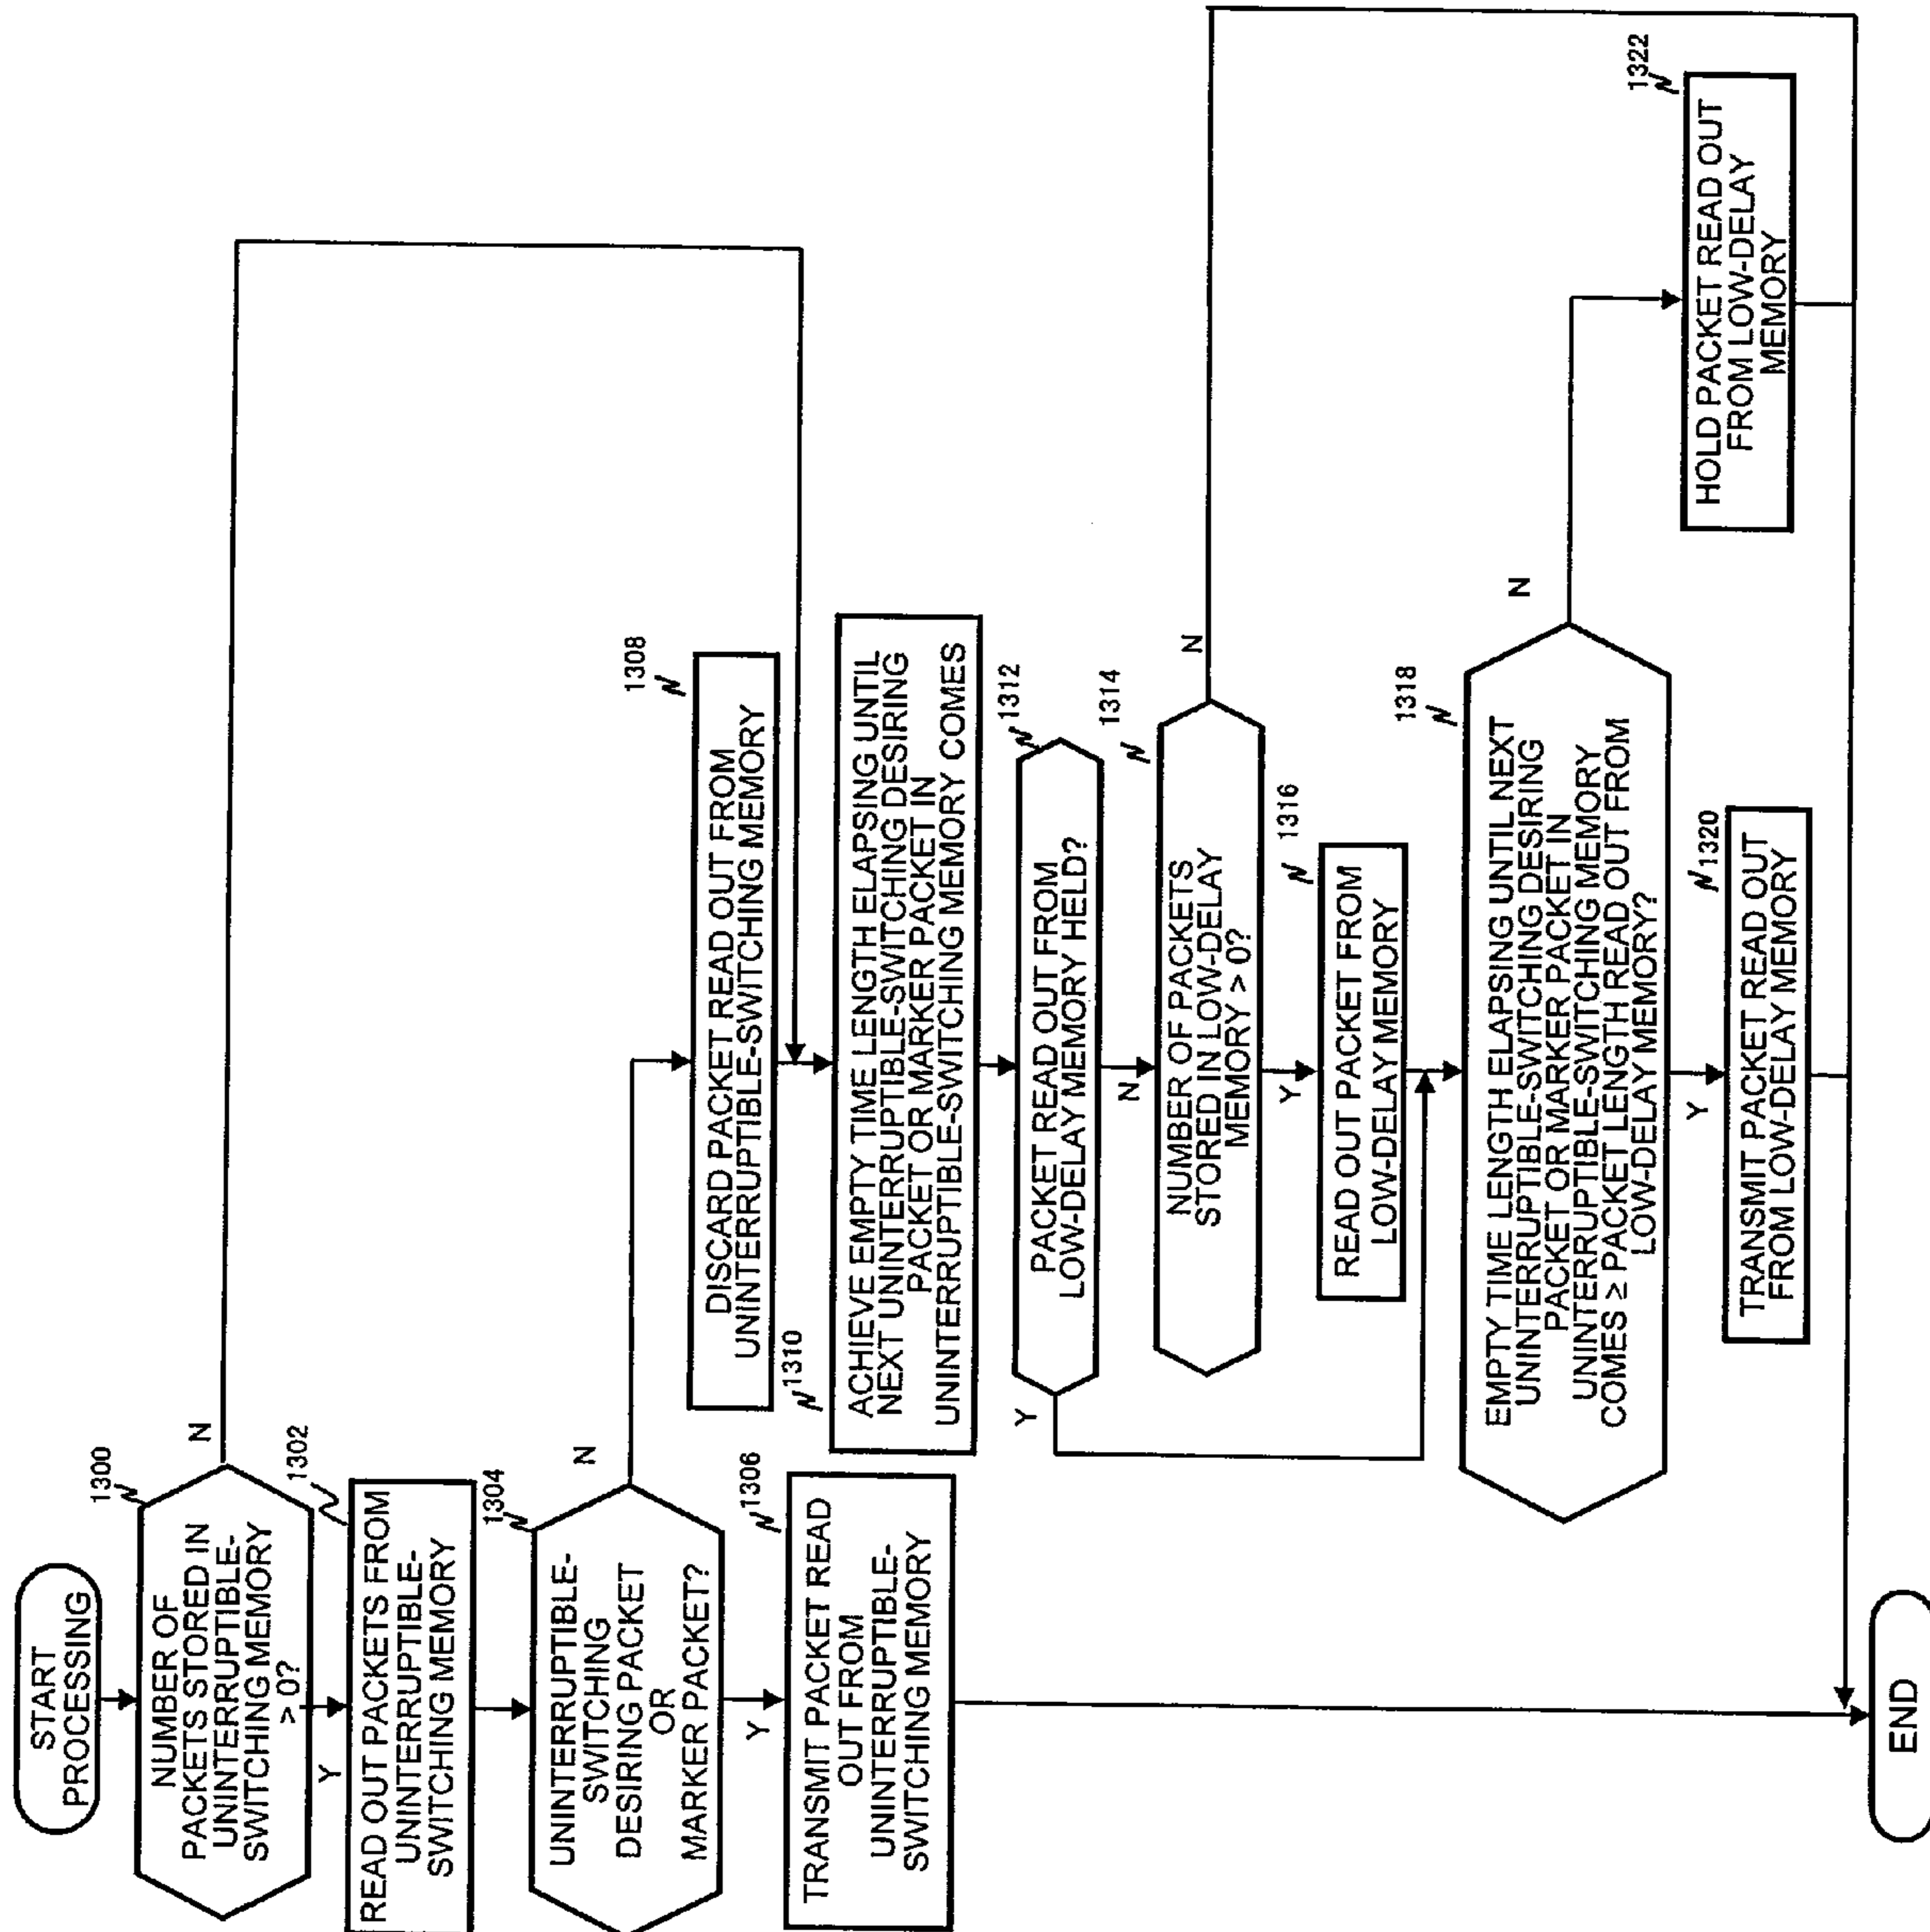 START
PROCESSING
1300
NUMBER OF
PACKETS STORED IN
UNINTERRUPTIBLE-
SWITCHING MEMORY
> 0?
N
Y
1302
READ OUT PACKETS FROM
UNINTERRUPTIBLE-
SWITCHING MEMORY
1304
UNINTERRUPTIBLE-
SWITCHING
DESIRING PACKET
OR
MARKER PACKET?
N
Y
1306
TRANSMIT PACKET READ
OUT FROM
UNINTERRUPTIBLE-
SWITCHING MEMORY
1308
DISCARD PACKET READ OUT FROM
UNINTERRUPTIBLE-SWITCHING MEMORY
1310
ACHIEVE EMPTY TIME LENGTH ELAPSING UNTIL
NEXT UNINTERRUPTIBLE-SWITCHING DESIRING
PACKET OR MARKER PACKET IN
UNINTERRUPTIBLE-SWITCHING MEMORY COMES
1312
PACKET READ OUT FROM
LOW-DELAY MEMORY HELD?
Y
N
1314
NUMBER OF PACKETS
STORED IN LOW-DELAY
MEMORY > 0?
N
Y
1316
READ OUT PACKET FROM
LOW-DELAY MEMORY
1318
EMPTY TIME LENGTH ELAPSING UNTIL NEXT
UNINTERRUPTIBLE-SWITCHING DESIRING
PACKET OR MARKER PACKET IN
UNINTERRUPTIBLE-SWITCHING MEMORY
COMES ≥ PACKET LENGTH READ OUT FROM
LOW-DELAY MEMORY?
N
Y
1320
TRANSMIT PACKET READ OUT
FROM LOW-DELAY MEMORY
1322
HOLD PACKET READ OUT
FROM LOW-DELAY
MEMORY
END